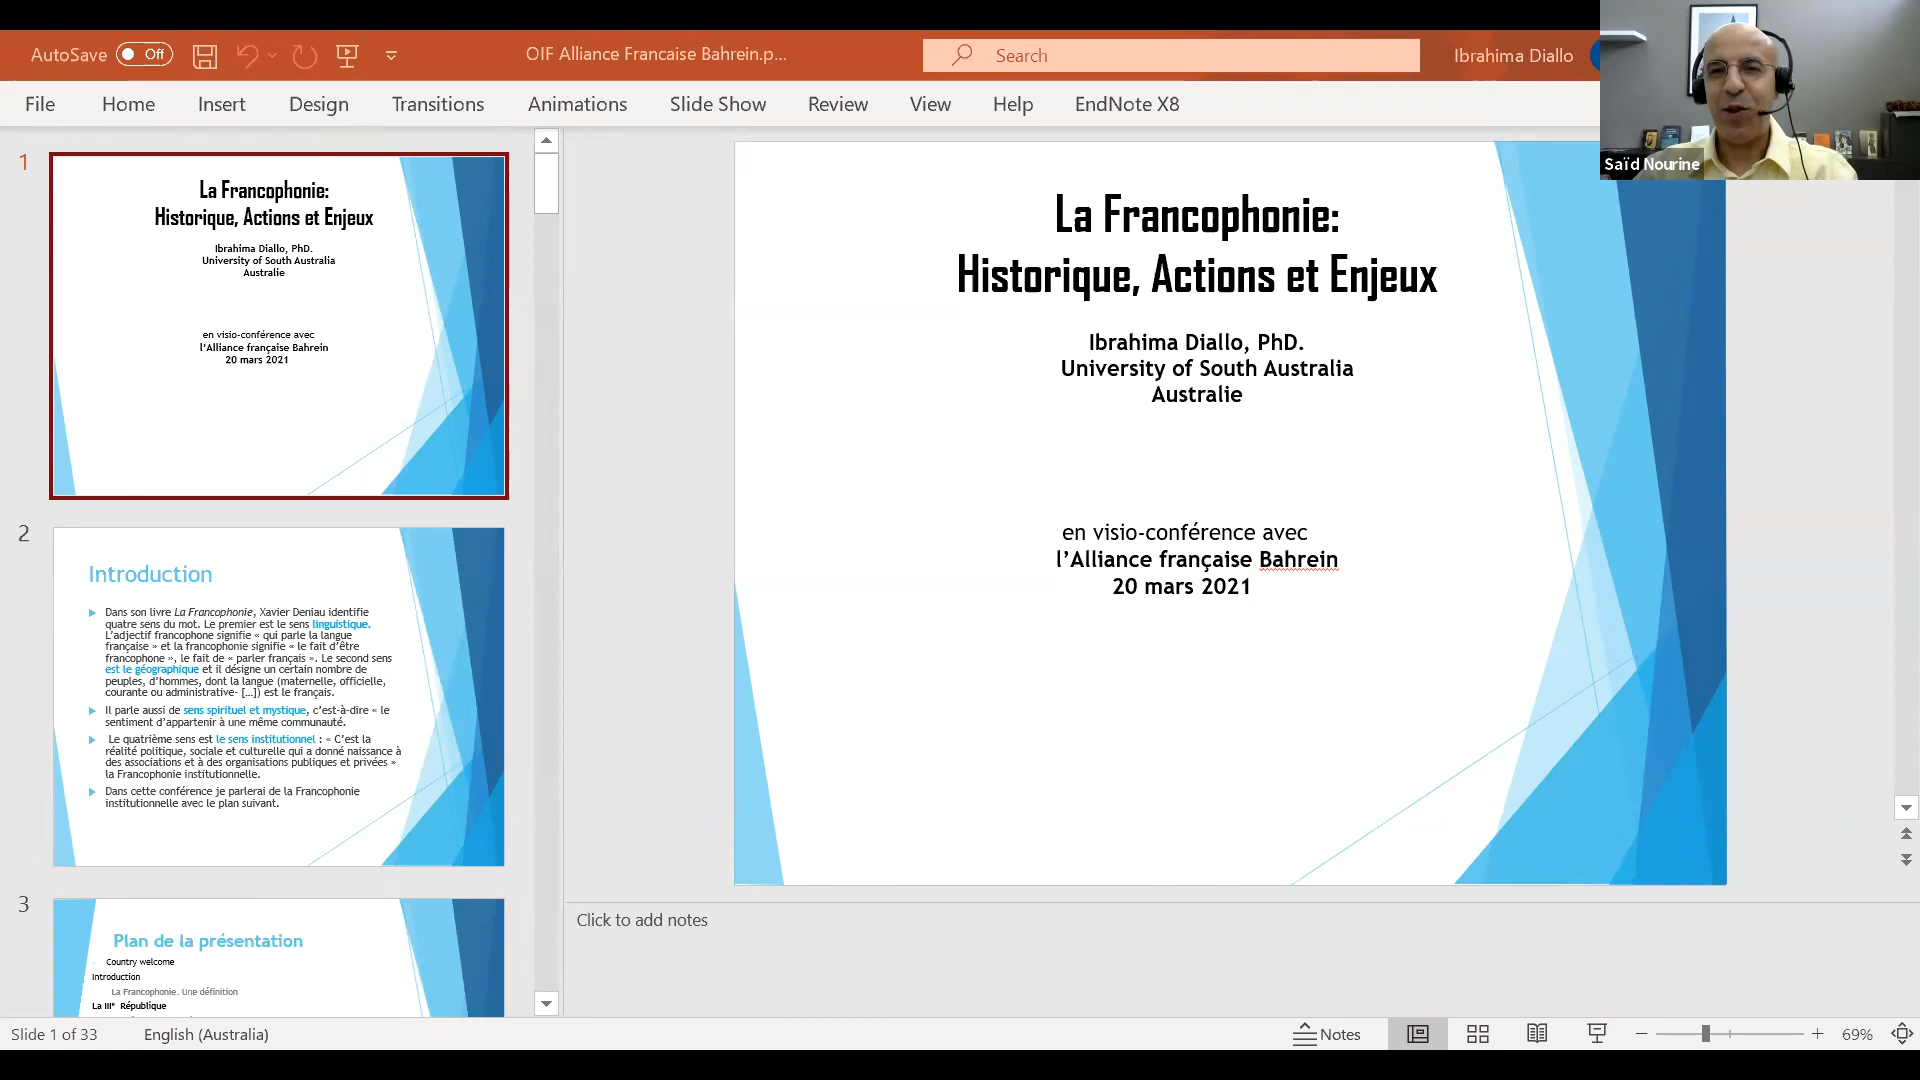 AutoSave Off
OIF Alliance Francaise Bahrein.p...
Search
Ibrahima Diallo
File Home Insert Design Transitions Animations Slide Show Review View Help EndNote X8
Saïd Nourine
1
La Francophonie:
Historique, Actions et Enjeux
Ibrahima Diallo, PhD.
University of South Australia
Australie
en visio-conférence avec
l’Alliance française Bahrein
20 mars 2021
2
Introduction
Dans son livre La Francophonie, Xavier Deniau identifie
quatre sens du mot. Le premier est le sens linguistique.
L’adjectif francophone signifie « qui parle la langue
française » et la francophonie signifie « le fait d’être
francophone », le fait de « parler français ». Le second sens
est le géographique et il désigne un certain nombre de
peuples, d’hommes, dont la langue (maternelle, officielle,
courante ou administrative- […]) est le français.
Il parle aussi de sens spirituel et mystique, c’est-à-dire « le
sentiment d’appartenir à une même communauté.
Le quatrième sens est le sens institutionnel : « C’est la
réalité politique, sociale et culturelle qui a donné naissance à
des associations et à des organisations publiques et privées »
la Francophonie institutionnelle.
Dans cette conférence je parlerai de la Francophonie
institutionnelle avec le plan suivant.
3
Plan de la présentation
Country welcome
Introduction
La Francophonie. Une définition
La IIIe République
La Francophonie:
Historique, Actions et Enjeux
Ibrahima Diallo, PhD.
University of South Australia
Australie
en visio-conférence avec
l’Alliance française Bahrein
20 mars 2021
Click to add notes
Slide 1 of 33
English (Australia)
Notes
69%